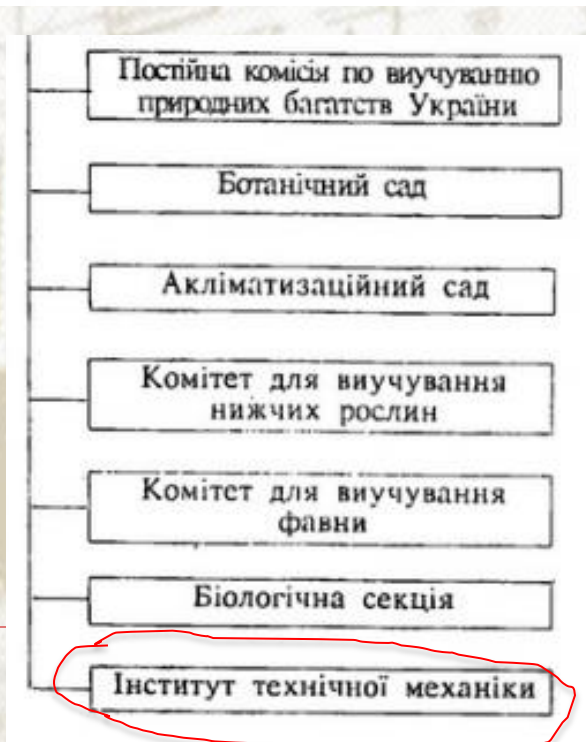 Постійна комісія по виучуванню
природних багатств України
Ботанічний сад
Акліматизаційний сад
Комітет для виучування
нижчих рослин
Комітет для виучування
фавни
Біологічна секція
Інститут технічної механіки